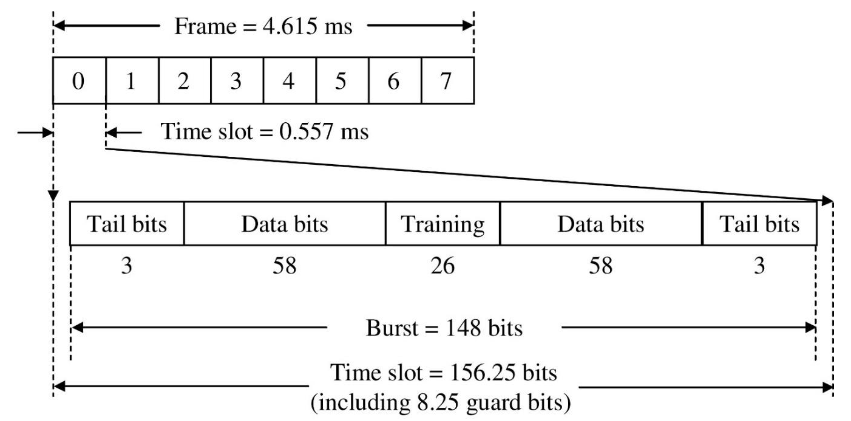 Frame = 4.615 ms
0 1 2 3 4 5 6 7
Time slot = 0.557 ms
Tail bits Data bits Training Data bits Tail bits
3 58 26 58 3
Burst = 148 bits
Time slot = 156.25 bits
(including 8.25 guard bits)